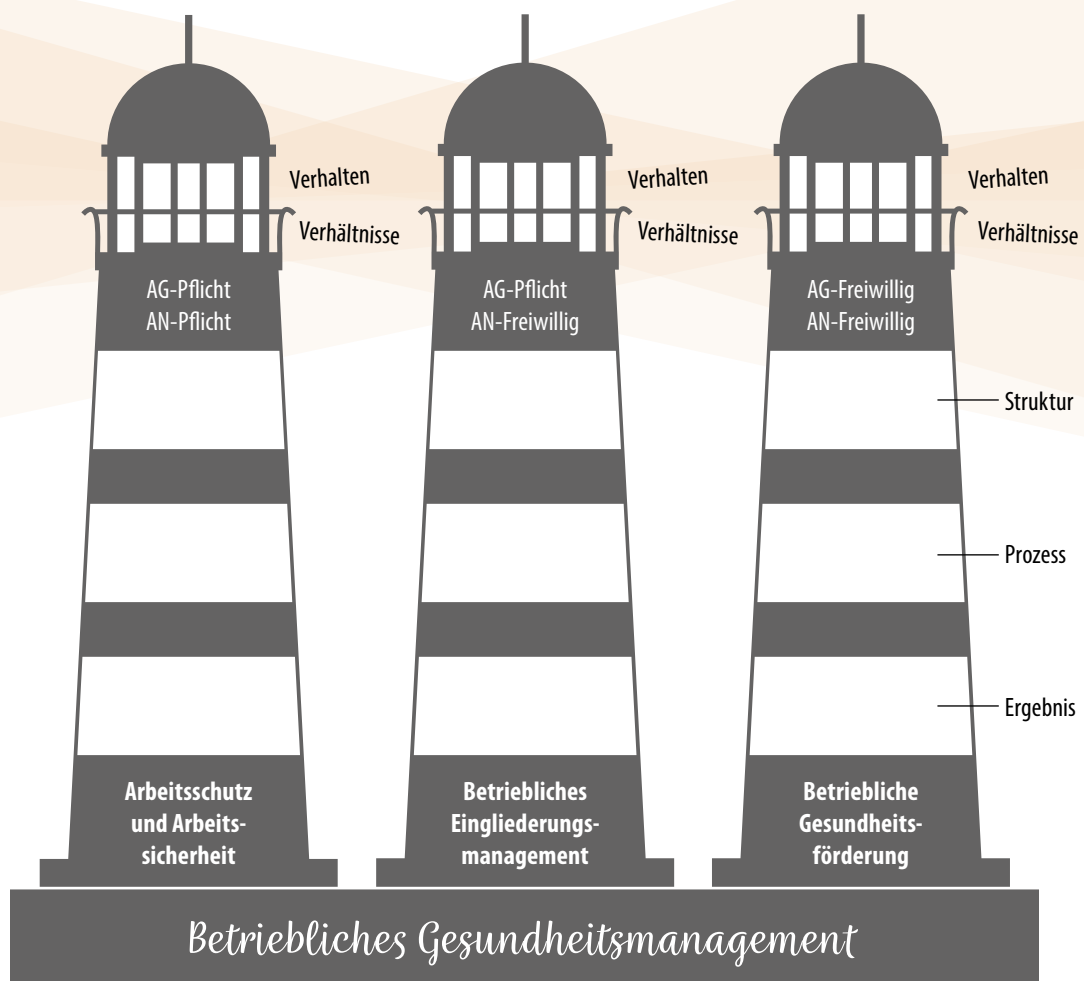 Verhalten
Verhältnisse
Verhalten
Verhältnisse
Verhalten
Verhältnisse
AG-Pflicht
AN-Pflicht
AG-Pflicht
AN-Freiwillig
AG-Freiwillig
AN-Freiwillig
Struktur
Prozess
Ergebnis
Arbeitsschutz
und Arbeits-
sicherheit
Betriebliches
Eingliederungs-
management
Betriebliche
Gesundheits-
förderung
Betriebliches Gesundheitsmanagement